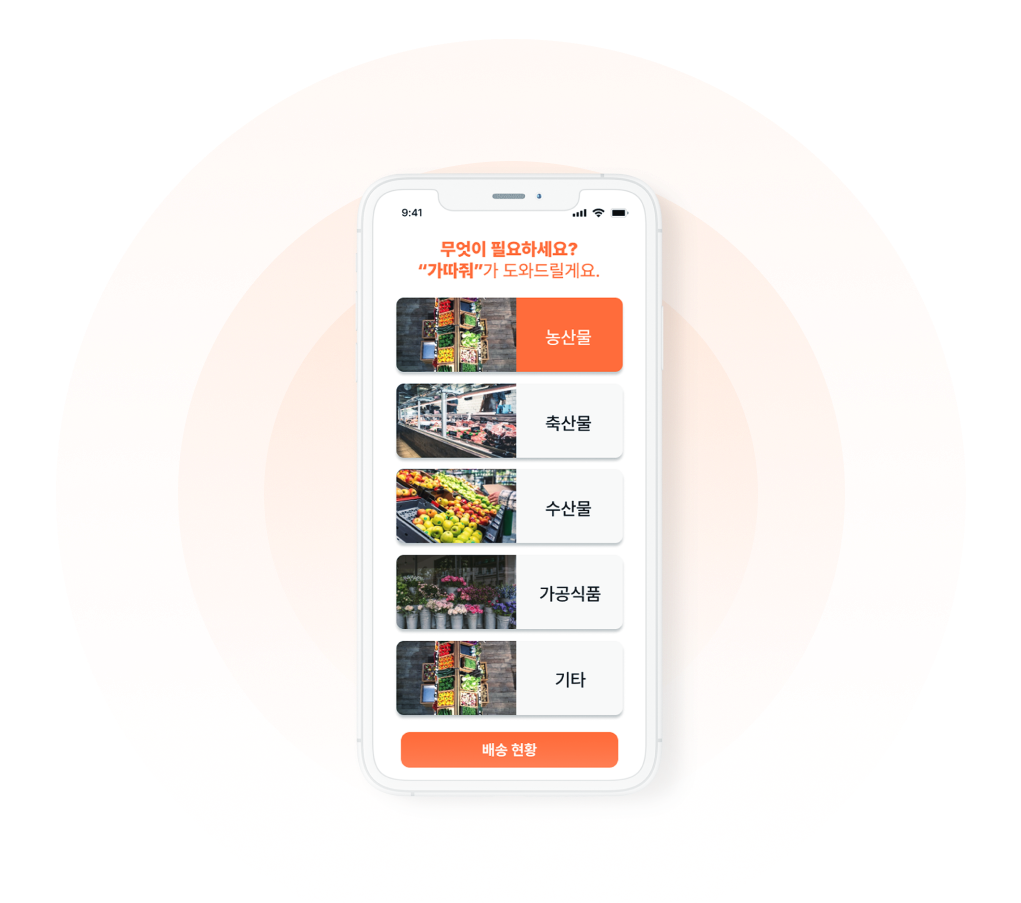 9:41
무엇이 필요하세요?
“가따줘”가 도와드릴게요.
농산물
축산물
수산물
가공식품
기타
배송 현황